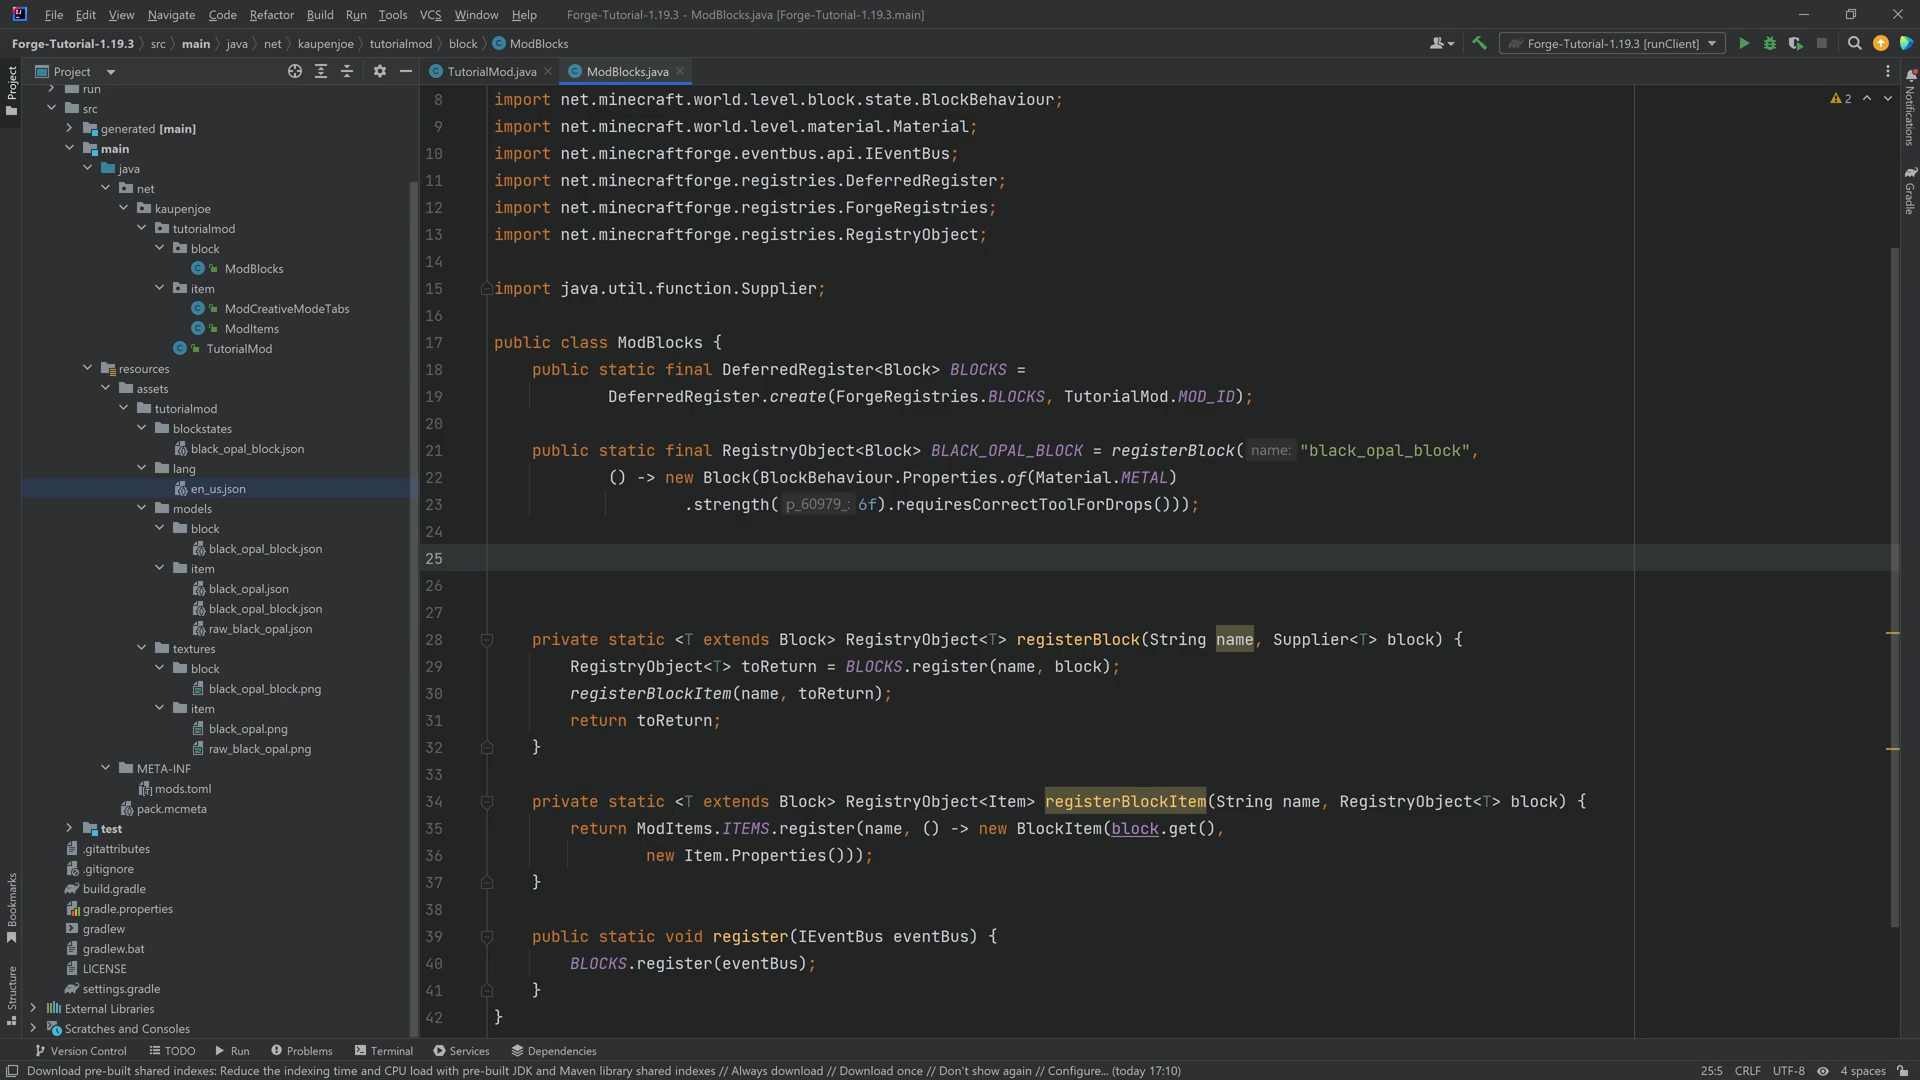 File Edit View Navigate Code Refactor Build Run Tools VCS Window Help Forge-Tutorial-1.19.3 - ModBlocks.java [Forge-Tutorial-1.19.3.main]
Forge-Tutorial-1.19.3 src main java net kaupenjoe tutorialmod block ModBlocks
Forge-Tutorial-1.19.3 [runClient]
Project
Project
Bookmarks
Structure
run
src
generated [main]
main
java
net
kaupenjoe
tutorialmod
block
ModBlocks
item
ModCreativeModeTabs
ModItems
TutorialMod
resources
assets
tutorialmod
blockstates
black_opal_block.json
lang
en_us.json
models
block
black_opal_block.json
item
black_opal.json
black_opal_block.json
raw_black_opal.json
textures
block
black_opal_block.png
item
black_opal.png
raw_black_opal.png
META-INF
mods.toml
pack.mcmeta
test
.gitattributes
.gitignore
build.gradle
gradle.properties
gradlew
gradlew.bat
LICENSE
settings.gradle
External Libraries
Scratches and Consoles
TutorialMod.java ModBlocks.java
2
8 import net.minecraft.world.level.block.state.BlockBehaviour;
9 import net.minecraft.world.level.material.Material;
10 import net.minecraftforge.eventbus.api.IEventBus;
11 import net.minecraftforge.registries.DeferredRegister;
12 import net.minecraftforge.registries.ForgeRegistries;
13 import net.minecraftforge.registries.RegistryObject;
14
15 import java.util.function.Supplier;
16
17 public class ModBlocks {
18 public static final DeferredRegister<Block> BLOCKS =
19 DeferredRegister.create(ForgeRegistries.BLOCKS, TutorialMod.MOD_ID);
20
21 public static final RegistryObject<Block> BLACK_OPAL_BLOCK = registerBlock( name: "black_opal_block",
22 () -> new Block(BlockBehaviour.Properties.of(Material.METAL)
23 .strength( p_60979_: 6f).requiresCorrectToolForDrops()));
24
25
26
27
28 private static <T extends Block> RegistryObject<T> registerBlock(String name, Supplier<T> block) {
29 RegistryObject<T> toReturn = BLOCKS.register(name, block);
30 registerBlockItem(name, toReturn);
31 return toReturn;
32 }
33
34 private static <T extends Block> RegistryObject<Item> registerBlockItem(String name, RegistryObject<T> block) {
35 return ModItems.ITEMS.register(name, () -> new BlockItem(block.get(),
36 new Item.Properties()));
37 }
38
39 public static void register(IEventBus eventBus) {
40 BLOCKS.register(eventBus);
41 }
42 }
Notifications
Gradle
Version Control TODO Run Problems Terminal Services Dependencies
Download pre-built shared indexes: Reduce the indexing time and CPU load with pre-built JDK and Maven library shared indexes // Always download // Download once // Don't show again // Configure... (today 17:10) 25:5 CRLF UTF-8 4 spaces